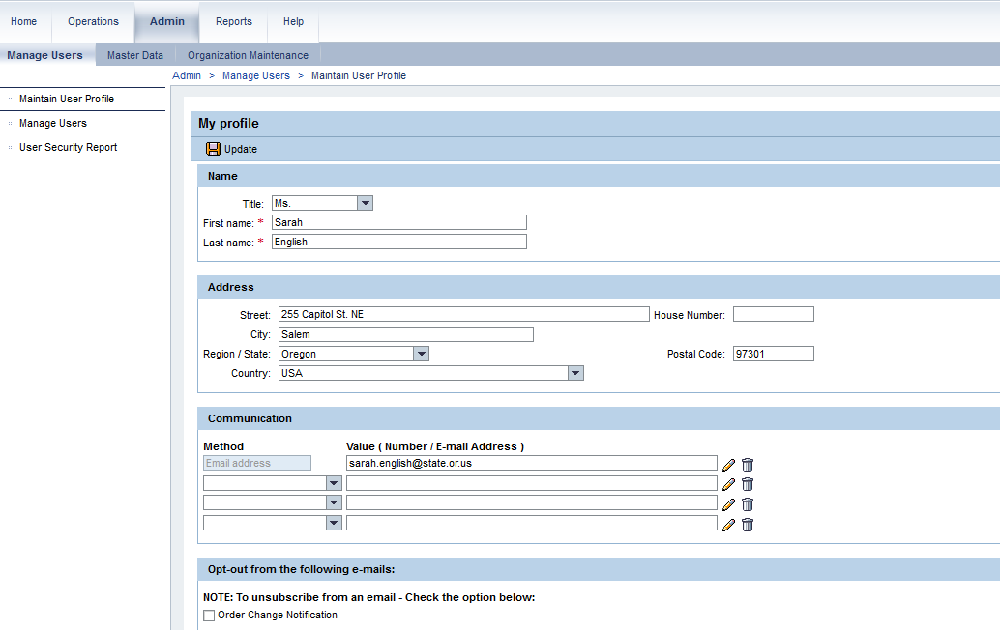 Home Operations Admin Reports Help
Manage Users Master Data Organization Maintenance
Admin > Manage Users > Maintain User Profile
Maintain User Profile
Manage Users
User Security Report
My profile
Update
Name
Title: Ms.
First name: * Sarah
Last name: * English
Address
Street: 255 Capitol St. NE House Number:
City: Salem
Region / State: Oregon Postal Code: 97301
Country: USA
Communication
Method Value ( Number / E-mail Address )
Email address sarah.english@state.or.us
Opt-out from the following e-mails:
NOTE: To unsubscribe from an email - Check the option below:
Order Change Notification